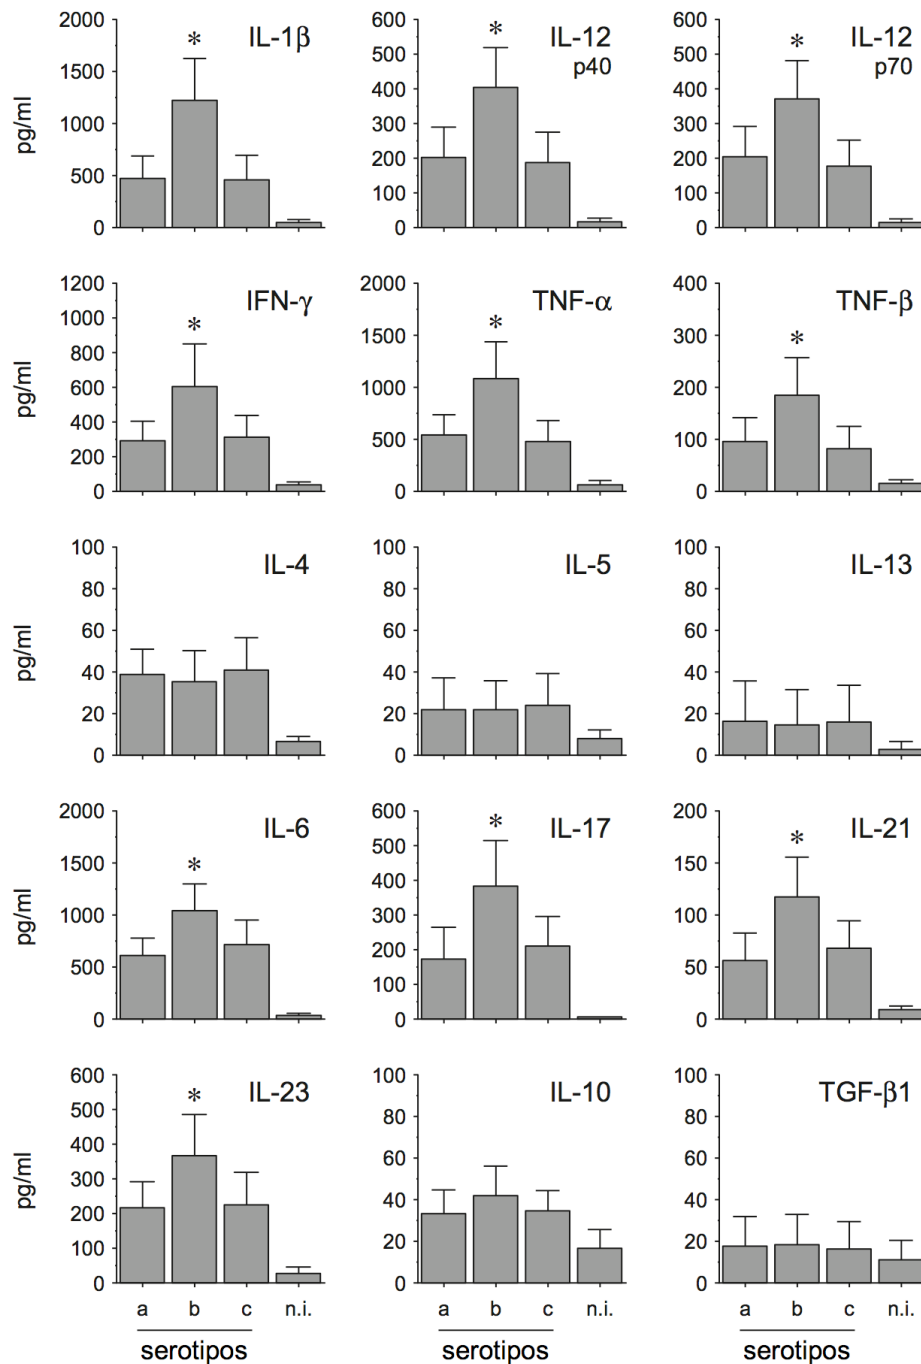 2000 IL-1β 600 IL-12 600 IL-12
* 500 * p40 500 * p70
1500 400 400
pg/ml 1000 300 300
500 200 200
100 100
0 0 0
1200 IFN-γ 2000 TNF-α 400 TNF-β
1000 * * *
800 1500 300
pg/ml 600 1000 200
400 500 100
200
0 0 0
100 IL-4 100 IL-5 100 IL-13
80 80 80
pg/ml 60 60 60
40 40 40
20 20 20
0 0 0
2000 IL-6 600 IL-17 200 IL-21
* 500 * *
1500 400 150
pg/ml 1000 300 100
500 200 50
100
0 0 0
600 IL-23 100 IL-10 100 TGF-β1
500 * 80 80
400
pg/ml 300 60 60
200 40 40
100 20 20
0 0 0
a b c n.i. a b c n.i. a b c n.i.
serotipos serotipos serotipos